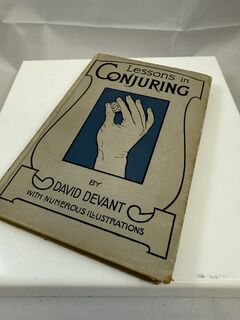 Lessons in
CONJURING
BY
DAVID DEVANT
WITH NUMEROUS ILLUSTRATIONS